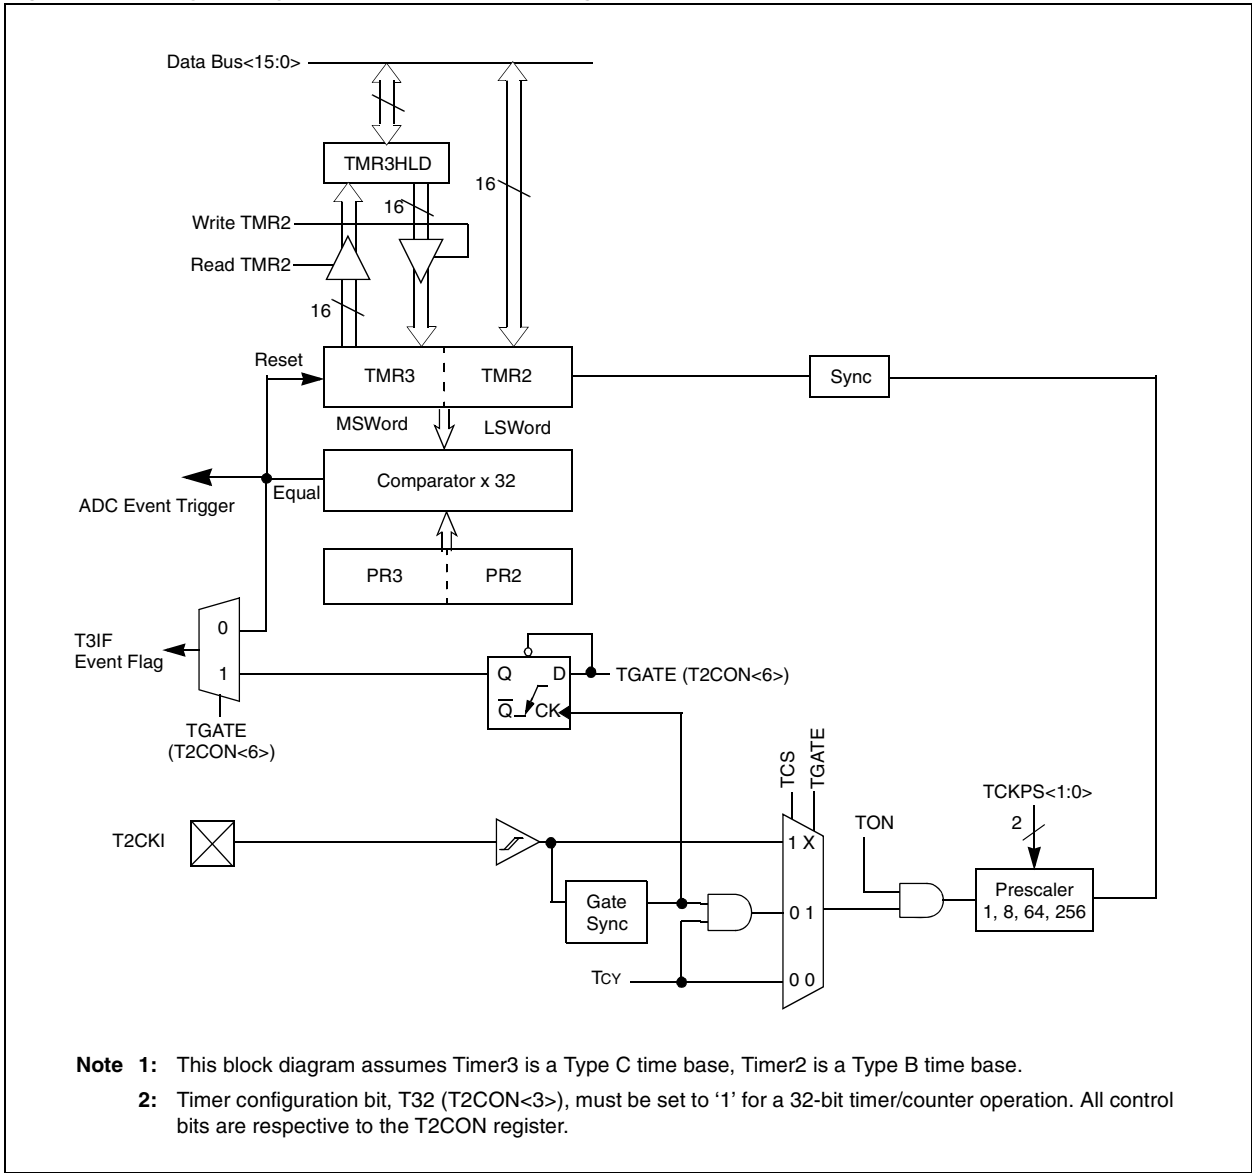 Data Bus<15:0>
TMR3HLD
16
16
Write TMR2
Read TMR2
16
Reset
TMR3
TMR2
Sync
MSWord
LSWord
Equal
Comparator x 32
ADC Event Trigger
PR3
PR2
0
T3IF
Event Flag
1
Q
D
TGATE (T2CON<6>)
Q
CK
TGATE
(T2CON<6>)
TCS
TGATE
TCKPS<1:0>
2
TON
T2CKI
1 X
Prescaler
1, 8, 64, 256
Gate
Sync
0 1
TCY
0 0
Note 1: This block diagram assumes Timer3 is a Type C time base, Timer2 is a Type B time base.
2: Timer configuration bit, T32 (T2CON<3>), must be set to ‘1’ for a 32-bit timer/counter operation. All control
bits are respective to the T2CON register.